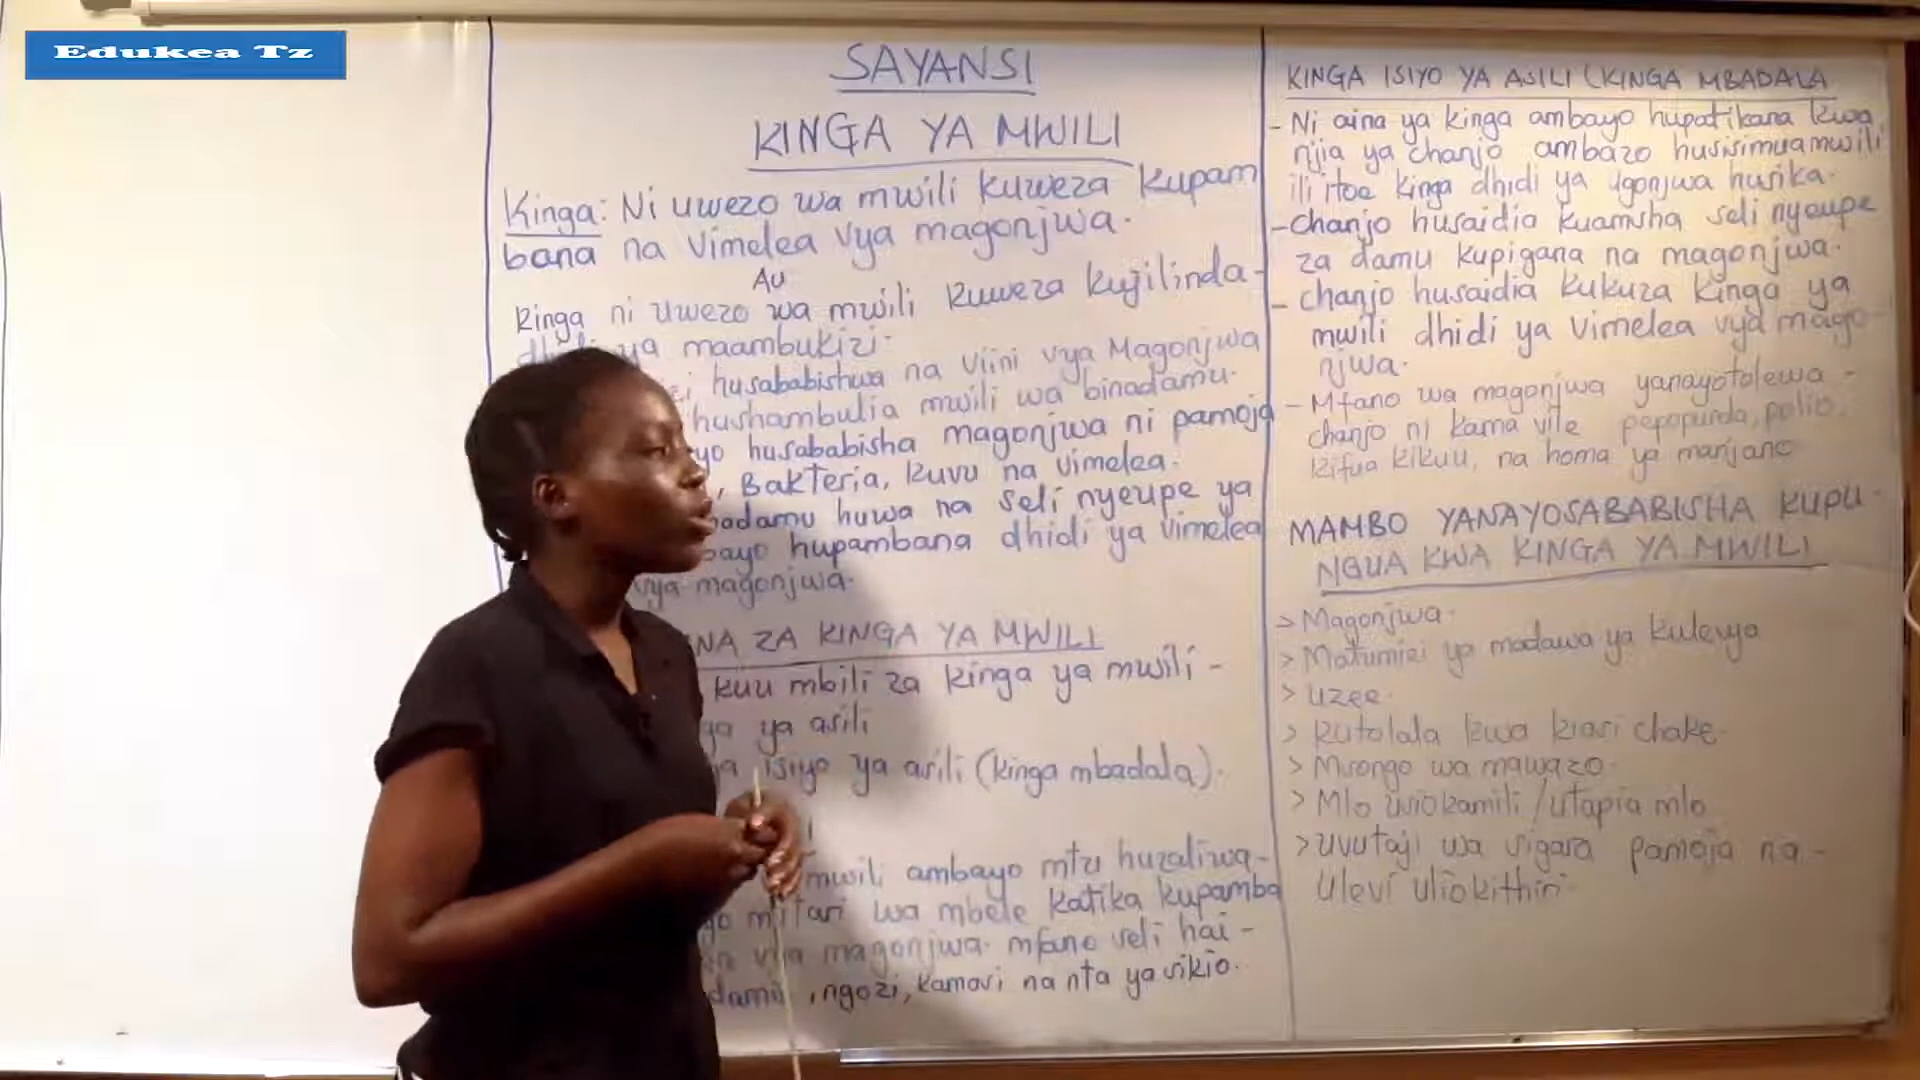 Edukea Tz
SAYANSI
KINGA YA MWILI
Kinga: Ni uwezo wa mwili kuweza kupam
bana na vimelea vya magonjwa.
Au
kinga ni uwezo wa mwili kuweza kujilinda-
ya maambukizi.
husababishwa na Viini vya Magonjwa
hushambulia mwili wa binadamu.
yo husababisha magonjwa ni pamoja
, Bakteria, kuvu na vimelea.
adamu huwa na seli nyeupe ya
bayo hupambana dhidi ya vimelea
vya magonjwa.
NA ZA KINGA YA MWILI
kuu mbili za kinga ya mwili-
ga ya asili
ga isiyo ya asili (kinga mbadala).
mwili ambayo mtu huzaliwa-
yo mstari wa mbele katika kupamba
vya magonjwa. mfano seli hai-
damu, ngozi, kamasi na nta ya sikio.
KINGA ISIYO YA ASILI (KINGA MBADALA
- Ni aina ya kinga ambayo hupatikana kwa
njia ya chanjo ambazo husisimua mwili
ili itoe kinga dhidi ya ugonjwa husika.
- chanjo husaidia kuamsha seli nyeupe
za damu kupigana na magonjwa.
- chanjo husaidia kukuza kinga ya
mwili dhidi ya vimelea vya mago-
njwa.
- Mfano wa magonjwa yanayotolewa-
chanjo ni kama vile pepopunda, polio,
kifua kikuu, na homa ya manjano
MAMBO YANAYOSABABISHA KUPU-
NGUA KWA KINGA YA MWILI
> Magonjwa.
> Matumizi ya madawa ya kulevya
> uzee.
> kutolala kwa kiasi chake.
> Msongo wa mawazo.
> Mlo usiokamili/utapia mlo
> uvutaji wa sigara pamoja na-
ulevi uliokithiri.